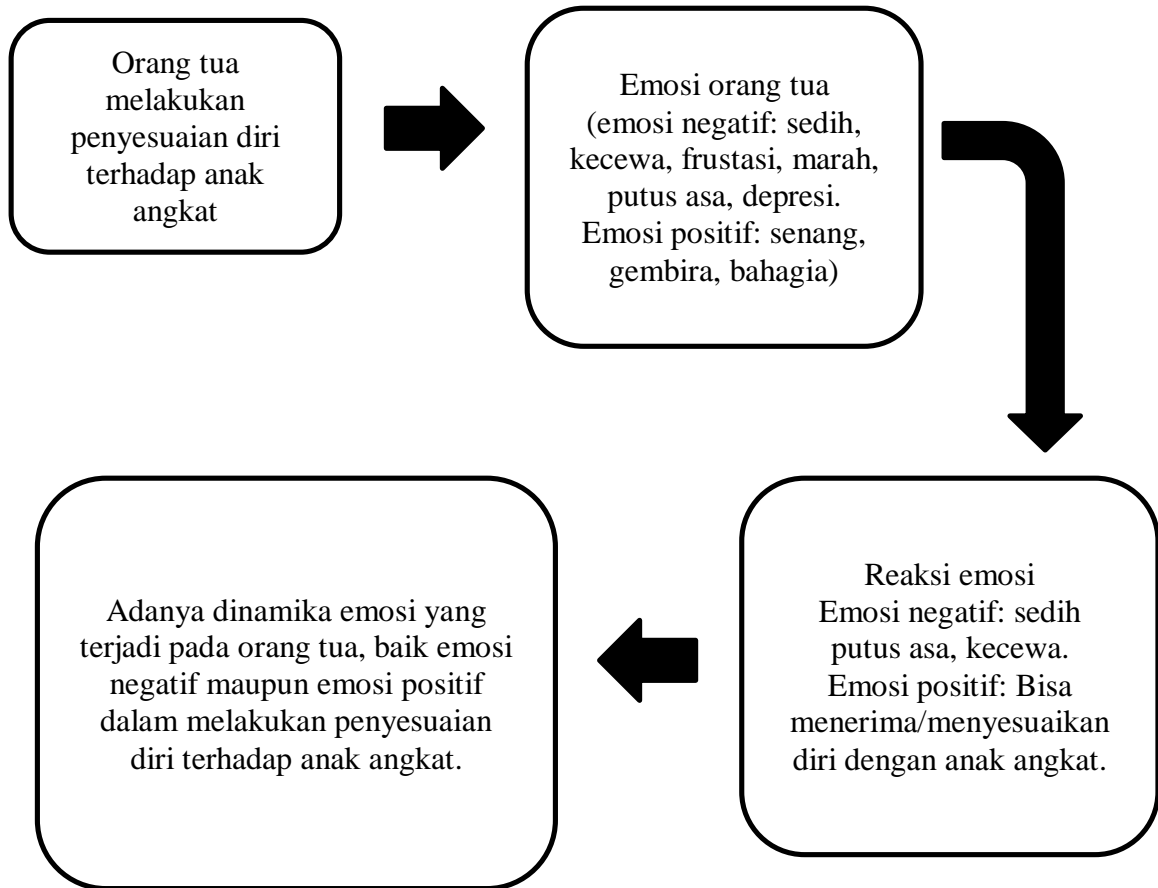 Orang tua
melakukan
penyesuaian diri
terhadap anak
angkat
Emosi orang tua
(emosi negatif: sedih,
kecewa, frustasi, marah,
putus asa, depresi.
Emosi positif: senang,
gembira, bahagia)
Reaksi emosi
Emosi negatif: sedih
putus asa, kecewa.
Emosi positif: Bisa
menerima/menyesuaikan
diri dengan anak angkat.
Adanya dinamika emosi yang
terjadi pada orang tua, baik emosi
negatif maupun emosi positif
dalam melakukan penyesuaian
diri terhadap anak angkat.